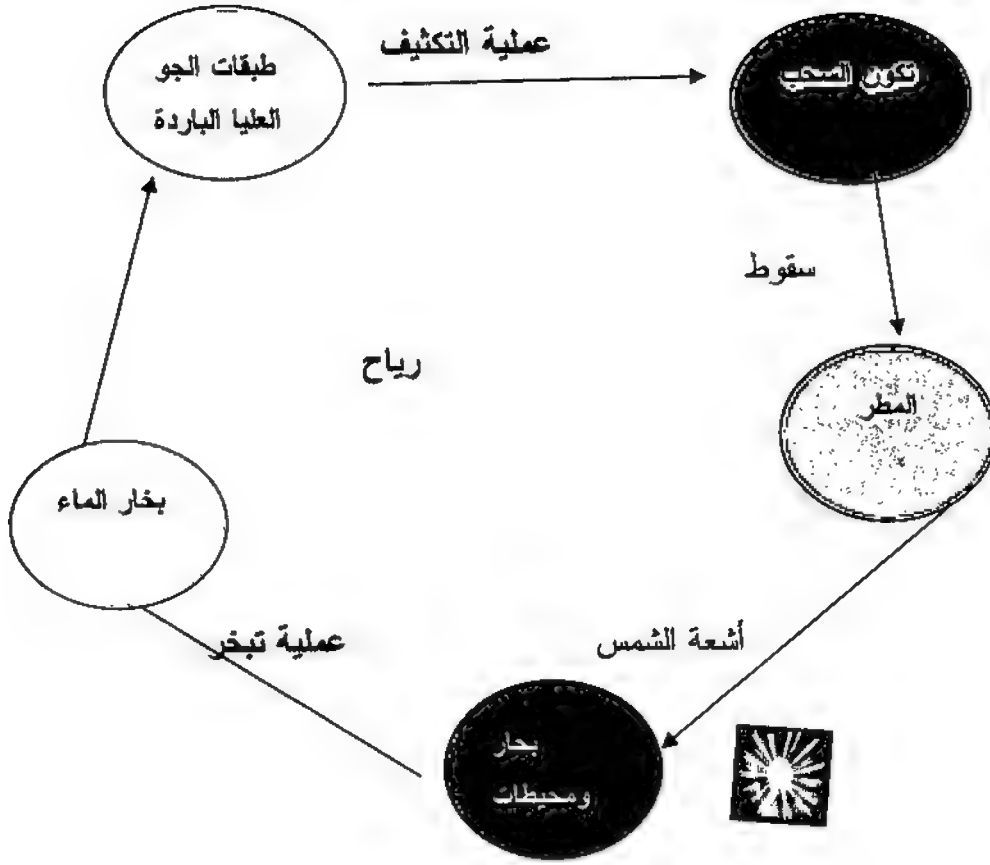 عملية التكثيف
طبقات الجو
العليا الباردة
تكون السحب
سقوط
رياح
المطر
بخار الماء
أشعة الشمس
عملية تبخر
بحار
ومحيطات